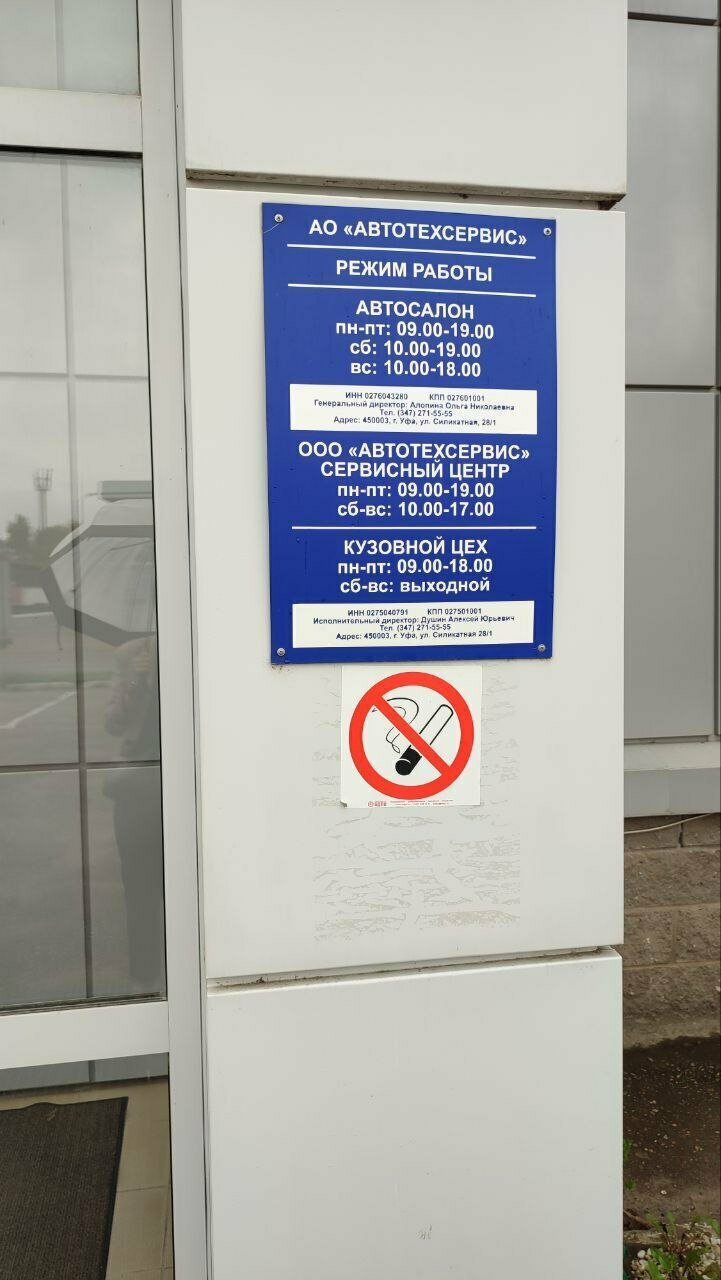 АО «АВТОТЕХСЕРВИС»
РЕЖИМ РАБОТЫ
АВТОСАЛОН
пн-пт: 09.00-19.00
сб: 10.00-19.00
вс: 10.00-18.00
ИНН 0276043280 КПП 027601001
Генеральный директор: Алопина Ольга Николаевна
Тел. (347) 271-55-55
Адрес: 450003, г. Уфа, ул. Силикатная, 28/1
ООО «АВТОТЕХСЕРВИС»
СЕРВИСНЫЙ ЦЕНТР
пн-пт: 09.00-19.00
сб-вс: 10.00-17.00
КУЗОВНОЙ ЦЕХ
пн-пт: 09.00-18.00
сб-вс: выходной
ИНН 0275040791 КПП 027501001
Исполнительный директор: Душин Алексей Юрьевич
Тел. (347) 271-55-55
Адрес: 450003, г. Уфа, ул. Силикатная 28/1